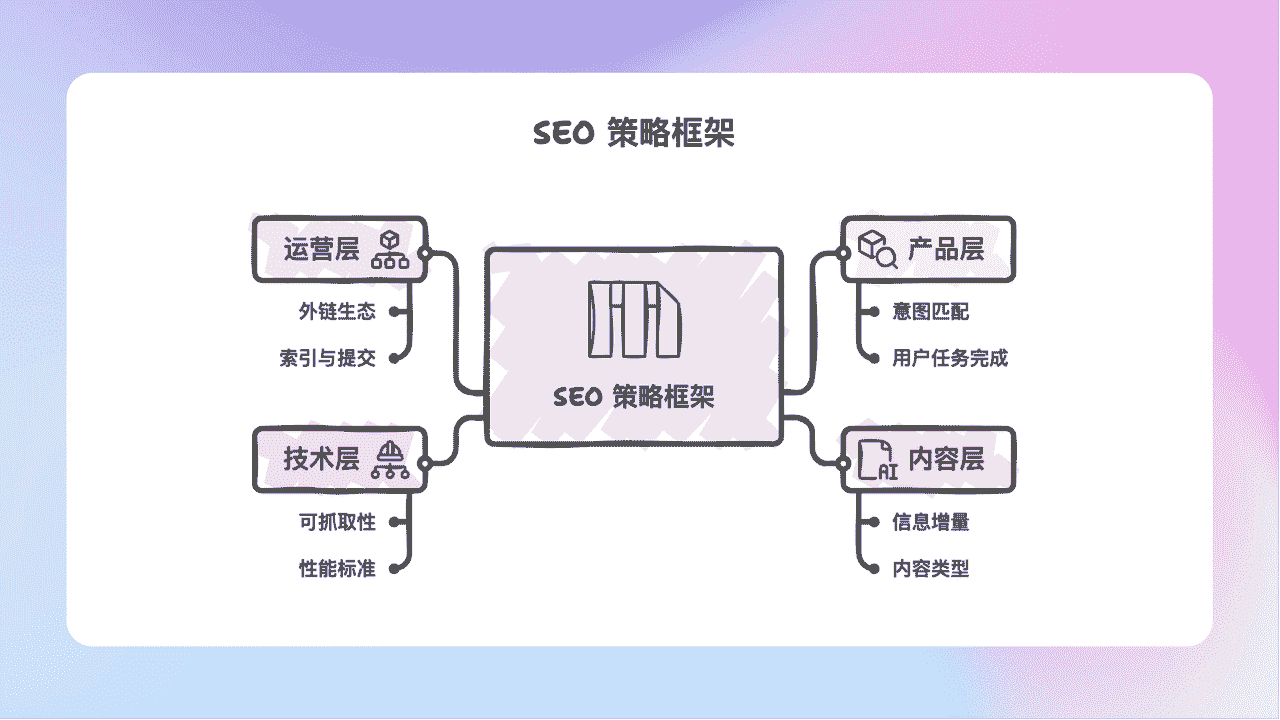 SEO 策略框架
运营层
外链生态
索引与提交
技术层
可抓取性
性能标准
SEO 策略框架
产品层
意图匹配
用户任务完成
AI
内容层
信息增量
内容类型